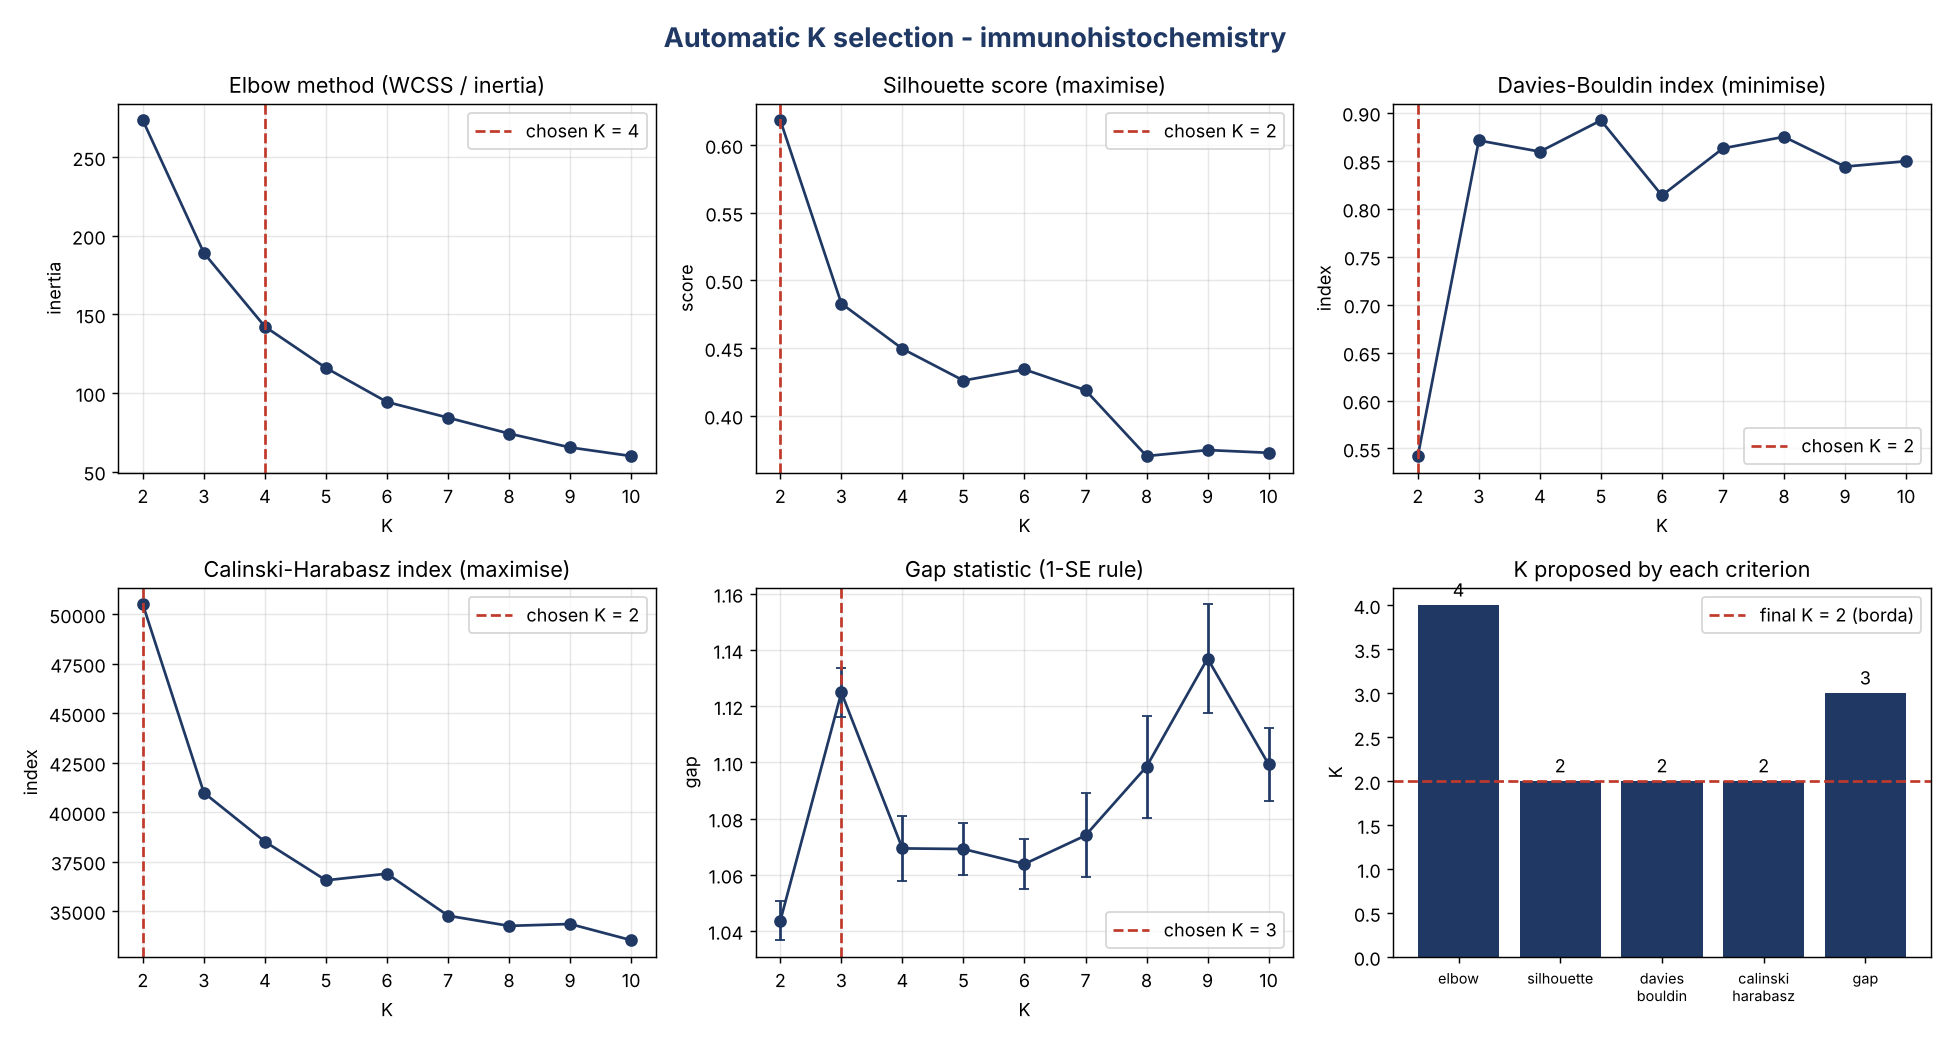 Automatic K selection - immunohistochemistry
Elbow method (WCSS / inertia)
chosen K = 4
250
200
150
100
50
inertia
2 3 4 5 6 7 8 9 10
K
Silhouette score (maximise)
chosen K = 2
0.60
0.55
0.50
0.45
0.40
score
2 3 4 5 6 7 8 9 10
K
Davies-Bouldin index (minimise)
0.90
0.85
0.80
0.75
0.70
0.65
0.60
0.55
index
chosen K = 2
2 3 4 5 6 7 8 9 10
K
Calinski-Harabasz index (maximise)
chosen K = 2
50000
47500
45000
42500
40000
37500
35000
index
2 3 4 5 6 7 8 9 10
K
Gap statistic (1-SE rule)
1.16
1.14
1.12
1.10
1.08
1.06
1.04
gap
chosen K = 3
2 3 4 5 6 7 8 9 10
K
K proposed by each criterion
final K = 2 (borda)
4.0
3.5
3.0
2.5
2.0
1.5
1.0
0.5
0.0
K
4
2
2
2
3
elbow
silhouette
davies
bouldin
calinski
harabasz
gap